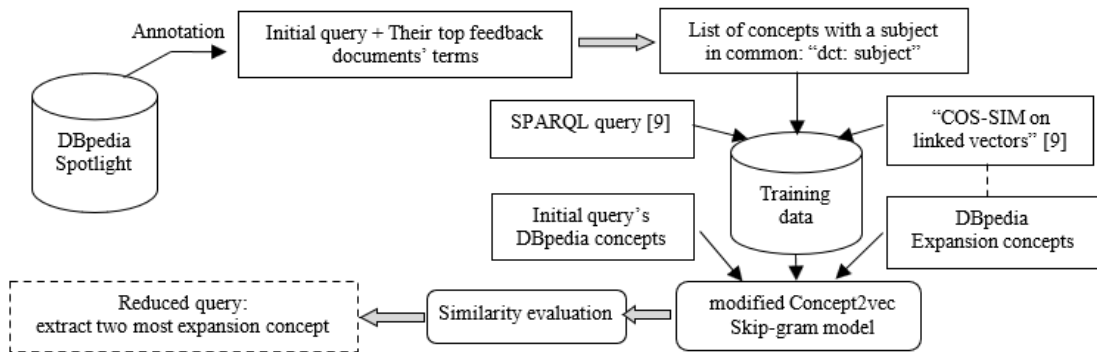 Annotation
Initial query + Their top feedback
documents’ terms
List of concepts with a subject
in common: “dct: subject”
DBpedia
Spotlight
SPARQL query [9]
“COS-SIM on
linked vectors” [9]
Training
data
Initial query’s
DBpedia concepts
DBpedia
Expansion concepts
Reduced query:
extract two most expansion concept
Similarity evaluation
modified Concept2vec
Skip-gram model